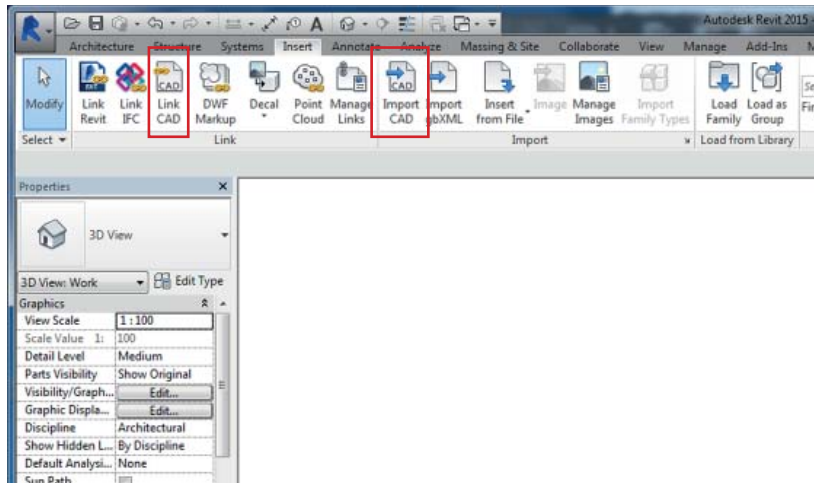 Autodesk Revit 2015 -
Architecture Structure Systems Insert Annotate Analyze Massing & Site Collaborate View Manage Add-Ins
Modify Link Revit Link IFC Link CAD DWF Markup Decal Point Cloud Manage Links Import CAD Import gbXML Insert from File Image Manage Images Import Family Types Load Family Load as Group
Select Link Import Load from Library
Properties
3D View
3D View: Work Edit Type
Graphics
View Scale 1 : 100
Scale Value 1: 100
Detail Level Medium
Parts Visibility Show Original
Visibility/Graph... Edit...
Graphic Displa... Edit...
Discipline Architectural
Show Hidden L... By Discipline
Default Analysi... None
Sun Path